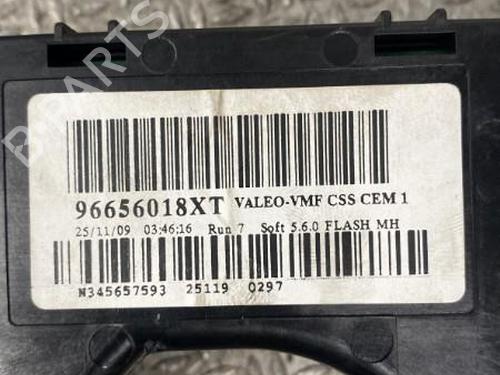 B-PARTS
96656018XT VALEO-VMF CSS CEM 1
25/11/09 03:46:16 Run 7 Soft 5.6.0 FLASH MH
N345657593 25119 0297